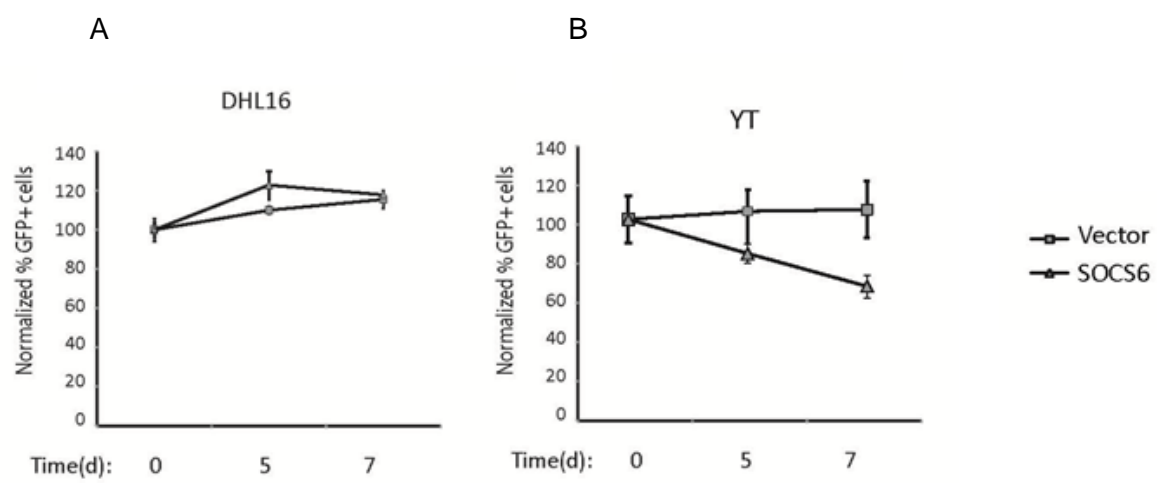 A
B
DHL16
YT
Normalized % GFP+ cells
140
120
100
80
60
40
20
0
Time(d): 0 5 7
Normalized % GFP+ cells
140
120
100
80
60
40
20
0
Time(d): 0 5 7
Vector
SOCS6